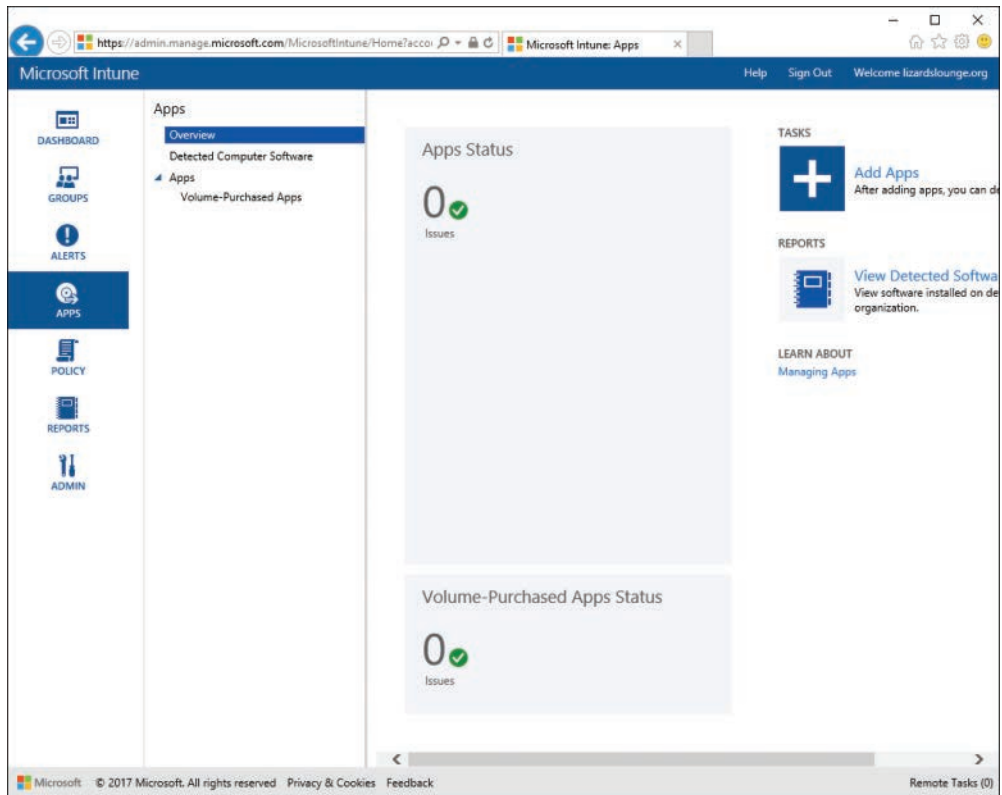 https://admin.manage.microsoft.com/MicrosoftIntune/Home?acco
Microsoft Intune: Apps
Microsoft Intune
Help Sign Out Welcome lizardslounge.org
DASHBOARD
GROUPS
ALERTS
APPS
POLICY
REPORTS
ADMIN
Apps
Overview
Detected Computer Software
Apps
Volume-Purchased Apps
Apps Status
0
Issues
Volume-Purchased Apps Status
0
Issues
TASKS
Add Apps
After adding apps, you can de
REPORTS
View Detected Softwa
View software installed on de
organization.
LEARN ABOUT
Managing Apps
Microsoft © 2017 Microsoft. All rights reserved Privacy & Cookies Feedback Remote Tasks (0)